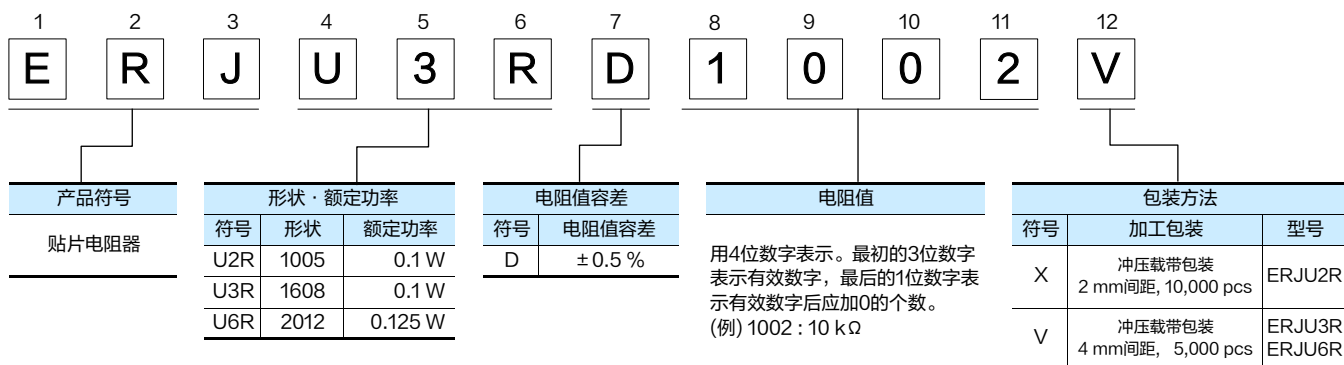 1 2 3 4 5 6 7 8 9 10 11 12
E R J U 3 R D 1 0 0 2 V
产品符号
贴片电阻器
形状・额定功率
符号 形状 额定功率
U2R 1005 0.1 W
U3R 1608 0.1 W
U6R 2012 0.125 W
电阻值容差
符号 电阻值容差
D ±0.5 %
电阻值
用4位数字表示。最初的3位数字
表示有效数字，最后的1位数字表
示有效数字后应加0的个数。
(例) 1002 : 10 kΩ
包装方法
符号 加工包装 型号
X 冲压载带包装 ERJU2R
2 mm间距, 10,000 pcs
V 冲压载带包装 ERJU3R
4 mm间距, 5,000 pcs ERJU6R